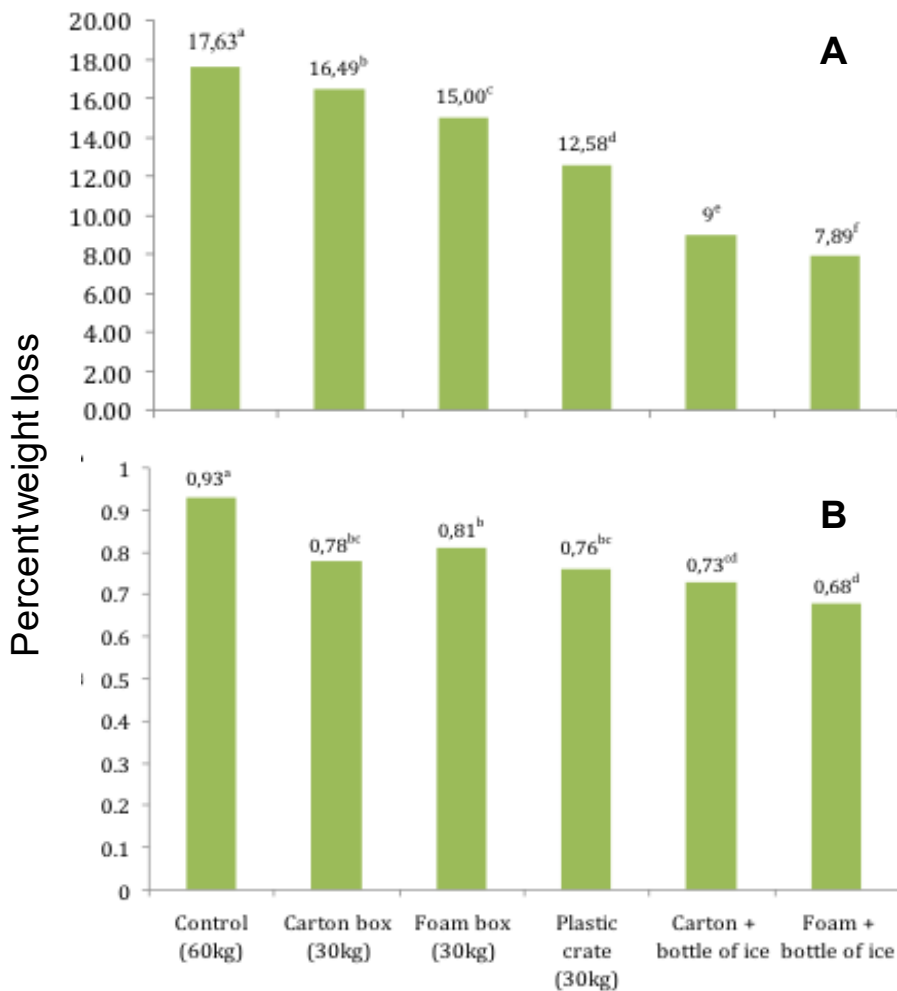 Percent weight loss
A
20.00
18.00
16.00
14.00
12.00
10.00
8.00
6.00
4.00
2.00
0.00
17,63a
16,49b
15,00c
12,58d
9e
7,89f
B
1
0.9
0.8
0.7
0.6
0.5
0.4
0.3
0.2
0.1
0
0,93a
0,78bc
0,81b
0,76bc
0,73cd
0,68d
Control
(60kg)
Carton box
(30kg)
Foam box
(30kg)
Plastic
crate
(30kg)
Carton +
bottle of ice
Foam +
bottle of ice